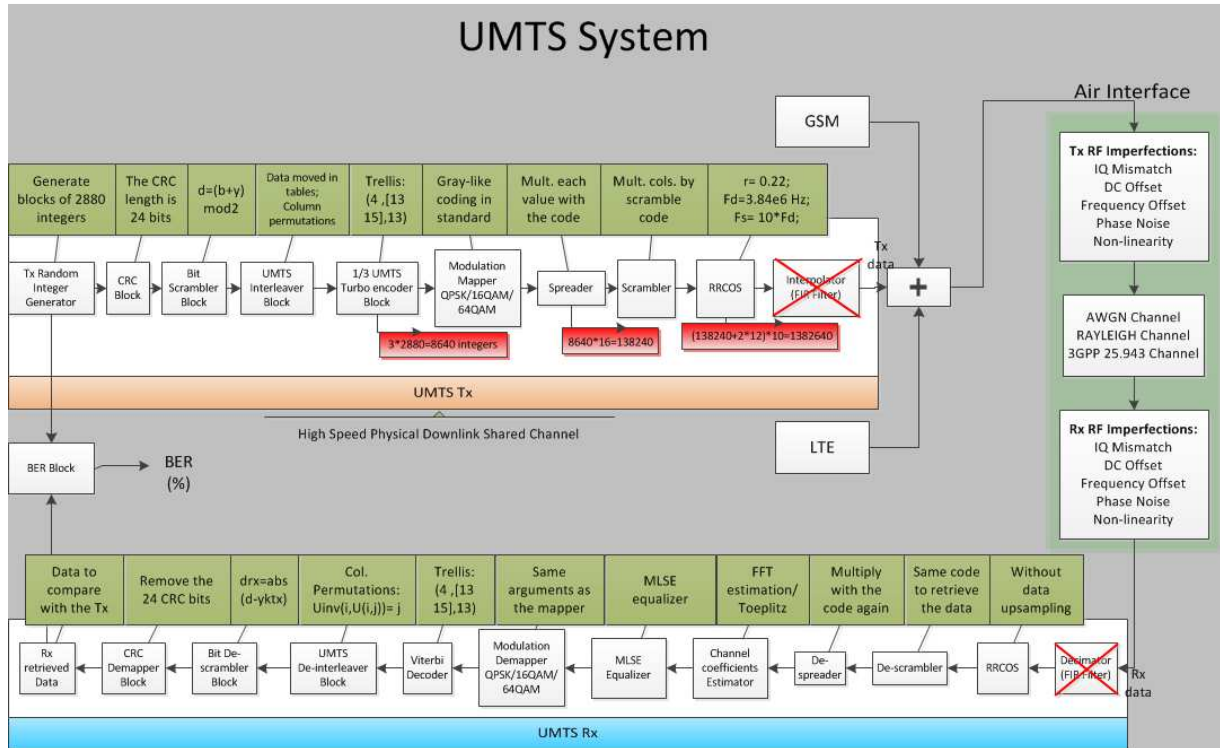 UMTS System
GSM
Air Interface
Generate
blocks of 2880
integers
The CRC
length is
24 bits
d=(b+y)
mod2
Data moved in
tables;
Column
permutations
Trellis:
(4 ,[13
15],13)
Gray-like
coding in
standard
Mult. each
value with
the code
Mult. cols. by
scramble
code
r= 0.22;
Fd=3.84e6 Hz;
Fs= 10*Fd;
Tx Random
Integer
Generator
CRC
Block
Bit
Scrambler
Block
UMTS
Interleaver
Block
1/3 UMTS
Turbo encoder
Block
Modulation
Mapper
QPSK/16QAM/
64QAM
Spreader
Scrambler
RRCOS
Interpolator
(FIR Filter)
Tx
data
+
3*2880=8640 integers
8640*16=138240
(138240+2*12)*10=1382640
UMTS Tx
High Speed Physical Downlink Shared Channel
LTE
Tx RF Imperfections:
IQ Mismatch
DC Offset
Frequency Offset
Phase Noise
Non-linearity
AWGN Channel
RAYLEIGH Channel
3GPP 25.943 Channel
Rx RF Imperfections:
IQ Mismatch
DC Offset
Frequency Offset
Phase Noise
Non-linearity
BER Block
BER
(%)
Data to
compare
with the Tx
Remove the
24 CRC bits
drx=abs
(d-yktx)
Col.
Permutations:
Uinv(i,U(i,j))= j
Trellis:
(4 ,[13
15],13)
Same
arguments as
the mapper
MLSE
equalizer
FFT
estimation/
Toeplitz
Multiply
with the
code again
Same code
to retrieve
the data
Without
data
upsampling
Rx
retrieved
Data
CRC
Demapper
Block
Bit De-
scrambler
Block
UMTS
De-interleaver
Block
Viterbi
Decoder
Modulation
Demapper
QPSK/16QAM/
64QAM
MLSE
Equalizer
Channel
coefficients
Estimator
De-
spreader
De-scrambler
RRCOS
Decimator
(FIR Filter)
Rx
data
UMTS Rx